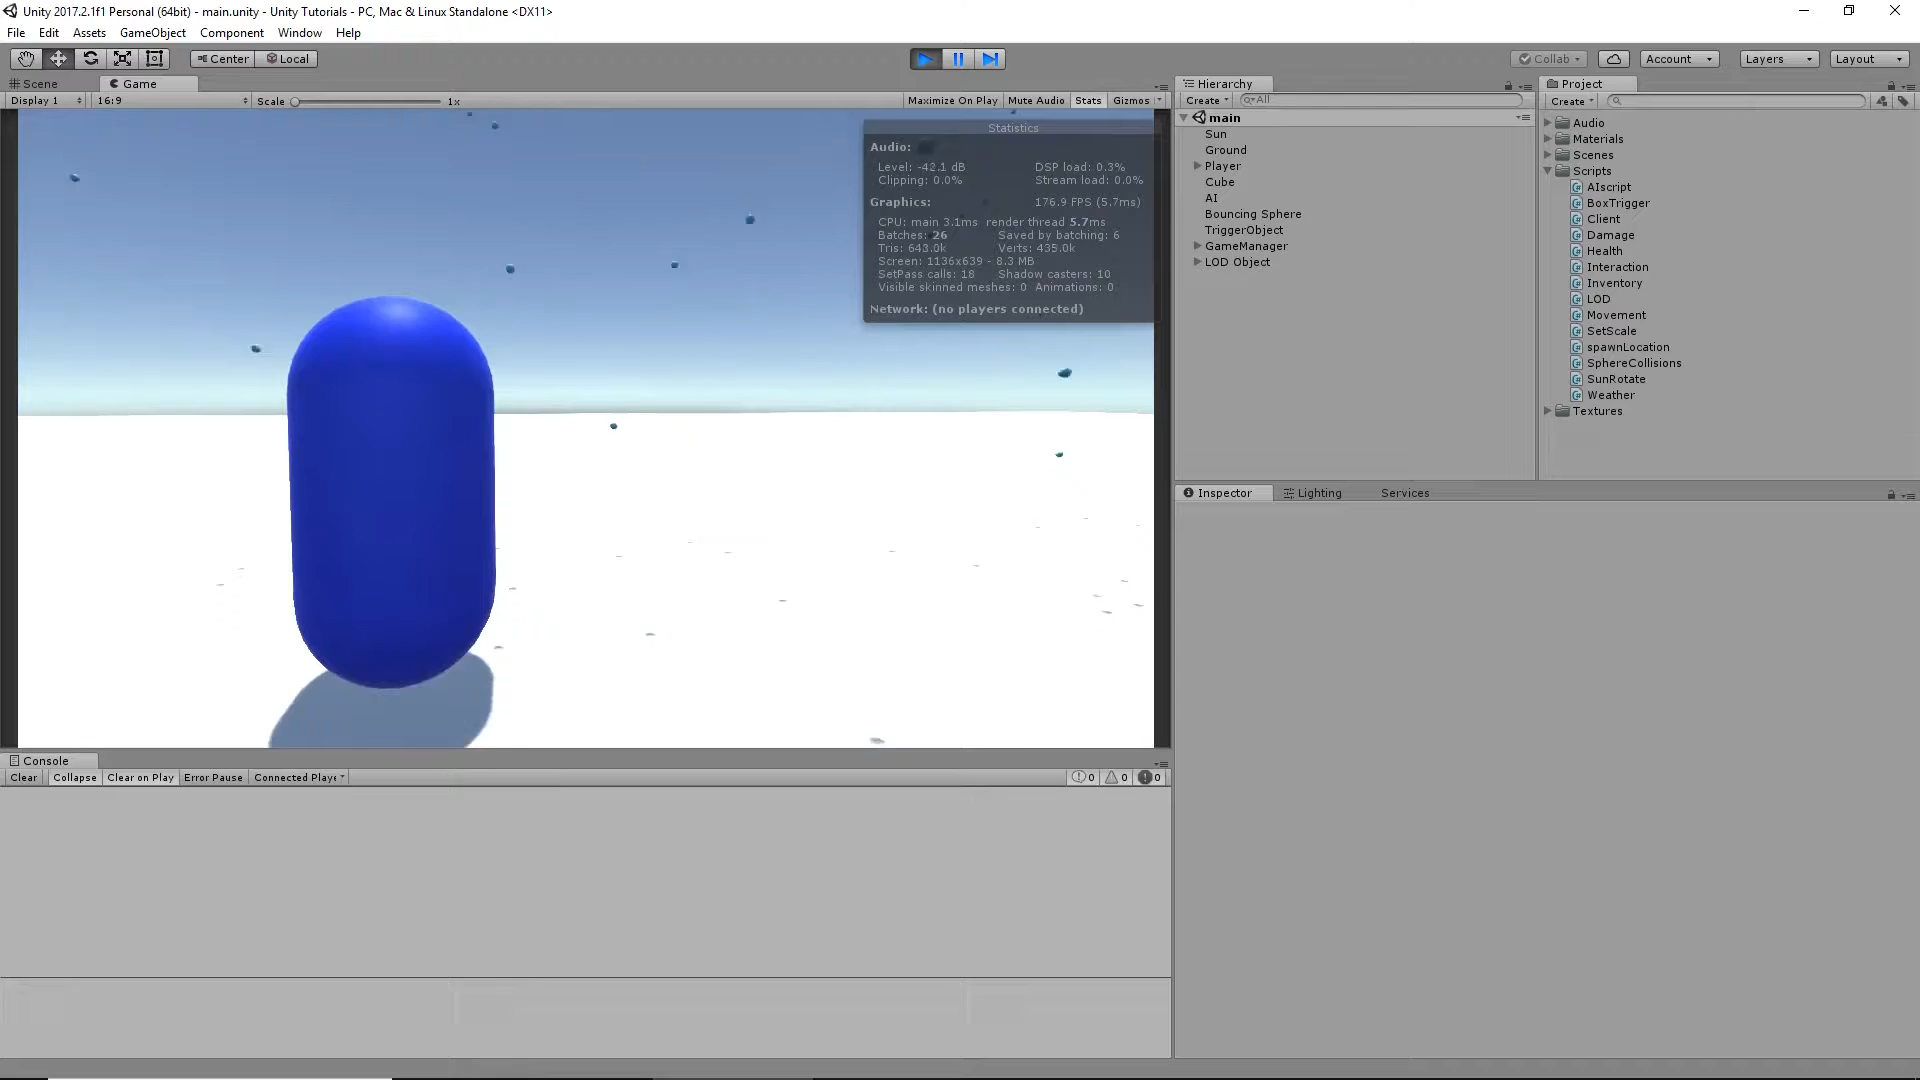 Unity 2017.2.1f1 Personal (64bit) - main.unity - Unity Tutorials - PC, Mac & Linux Standalone <DX11>
File Edit Assets GameObject Component Window Help
Center Local Collab Account Layers Layout
Scene Game
Display 1 16:9 Scale 1x Maximize On Play Mute Audio Stats Gizmos
Statistics
Audio:
Level: -42.1 dB DSP load: 0.3%
Clipping: 0.0% Stream load: 0.0%
Graphics: 176.9 FPS (5.7ms)
CPU: main 3.1ms render thread 5.7ms
Batches: 26 Saved by batching: 6
Tris: 643.0k Verts: 435.0k
Screen: 1136x639 - 8.3 MB
SetPass calls: 18 Shadow casters: 10
Visible skinned meshes: 0 Animations: 0
Network: (no players connected)
Hierarchy
Create All
main
Sun
Ground
Player
Cube
AI
Bouncing Sphere
TriggerObject
GameManager
LOD Object
Project
Create
Audio
Materials
Scenes
Scripts
AIscript
BoxTrigger
Client
Damage
Health
Interaction
Inventory
LOD
Movement
SetScale
spawnLocation
SphereCollisions
SunRotate
Weather
Textures
Inspector Lighting Services
Console
Clear Collapse Clear on Play Error Pause Connected Playe 0 0 0